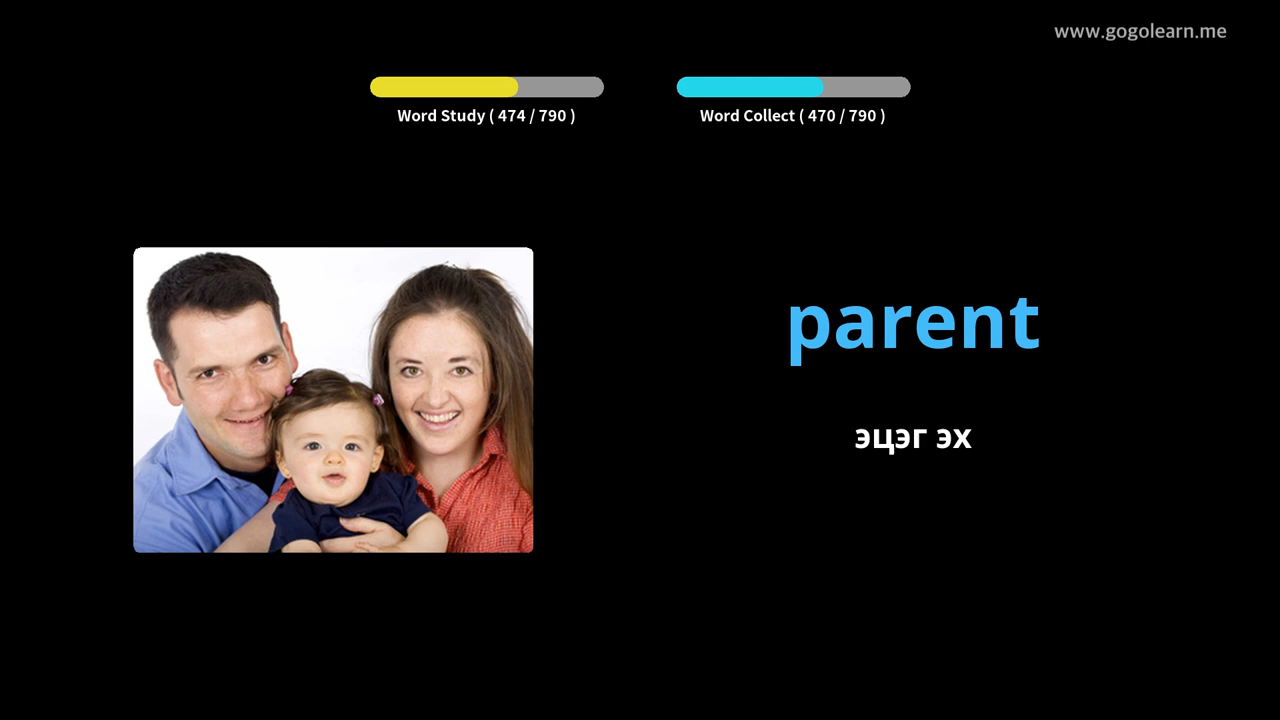 www.gogolearn.me
Word Study ( 474 / 790 )
Word Collect ( 470 / 790 )
parent
эцэг эх